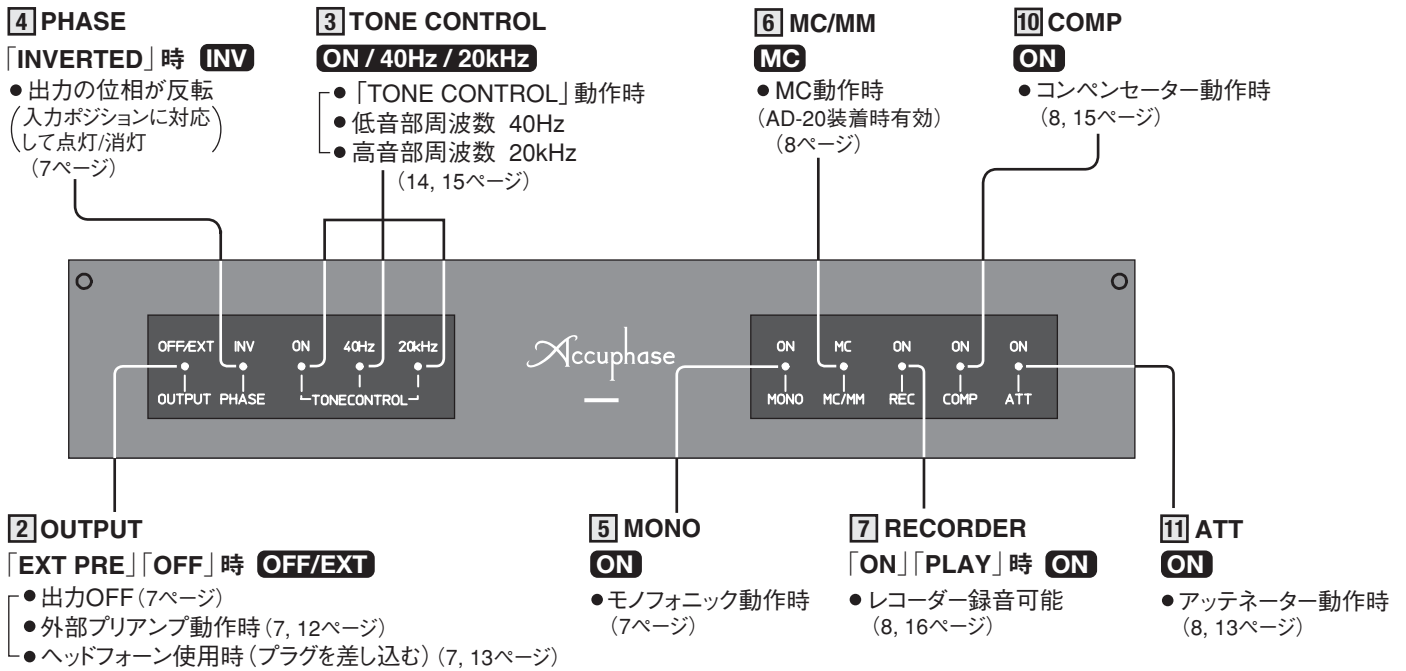 4 PHASE
「INVERTED」時 INV
● 出力の位相が反転
(入力ポジションに対応
して点灯/消灯)
(7ページ)
3 TONE CONTROL
ON / 40Hz / 20kHz
● 「TONE CONTROL」動作時
● 低音部周波数 40Hz
● 高音部周波数 20kHz
(14, 15ページ)
6 MC/MM
MC
● MC動作時
(AD-20装着時有効)
(8ページ)
10 COMP
ON
● コンペンセーター動作時
(8, 15ページ)
OFF/EXT INV ON 40Hz 20kHz
OUTPUT PHASE TONECONTROL
Accuphase
ON MC ON ON ON
MONO MC/MM REC COMP ATT
2 OUTPUT
「EXT PRE」「OFF」時 OFF/EXT
● 出力OFF(7ページ)
● 外部プリアンプ動作時(7, 12ページ)
● ヘッドフォーン使用時(プラグを差し込む)(7, 13ページ)
5 MONO
ON
● モノフォニック動作時
(7ページ)
7 RECORDER
「ON」「PLAY」時 ON
● レコーダー録音可能
(8, 16ページ)
11 ATT
ON
● アッテネーター動作時
(8, 13ページ)